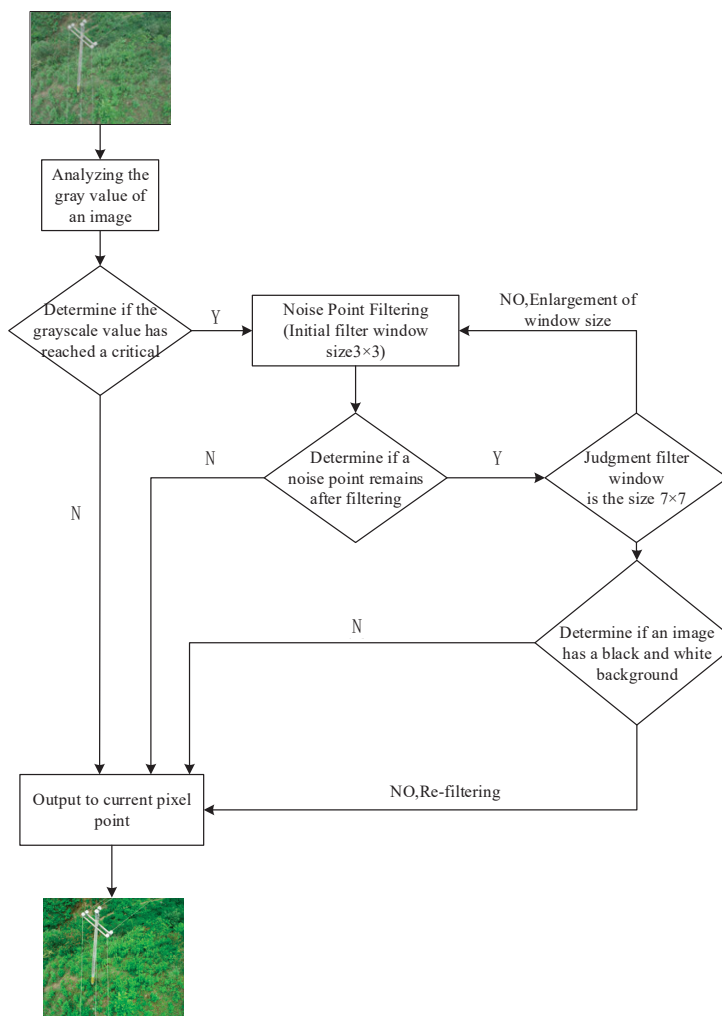 Analyzing the
gray value of
an image
Determine if the
grayscale value has
reached a critical
Y
Noise Point Filtering
(Initial filter window
size3×3)
NO,Enlargement of
window size
N
Determine if a
noise point remains
after filtering
Y
Judgment filter
window
is the size 7×7
N
N
Determine if an image
has a black and white
background
Output to current pixel
point
NO,Re-filtering